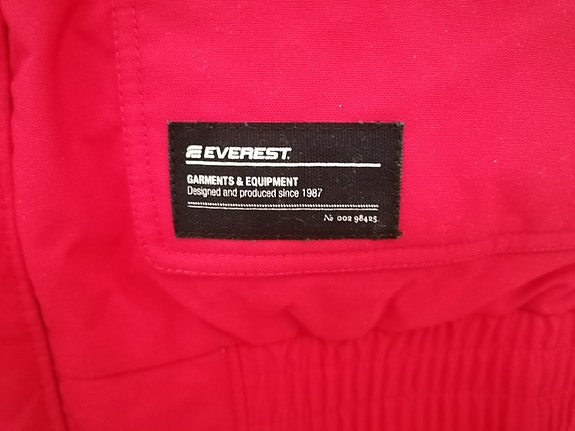 EVEREST.
GARMENTS & EQUIPMENT
Designed and produced since 1987
№ 002 98425